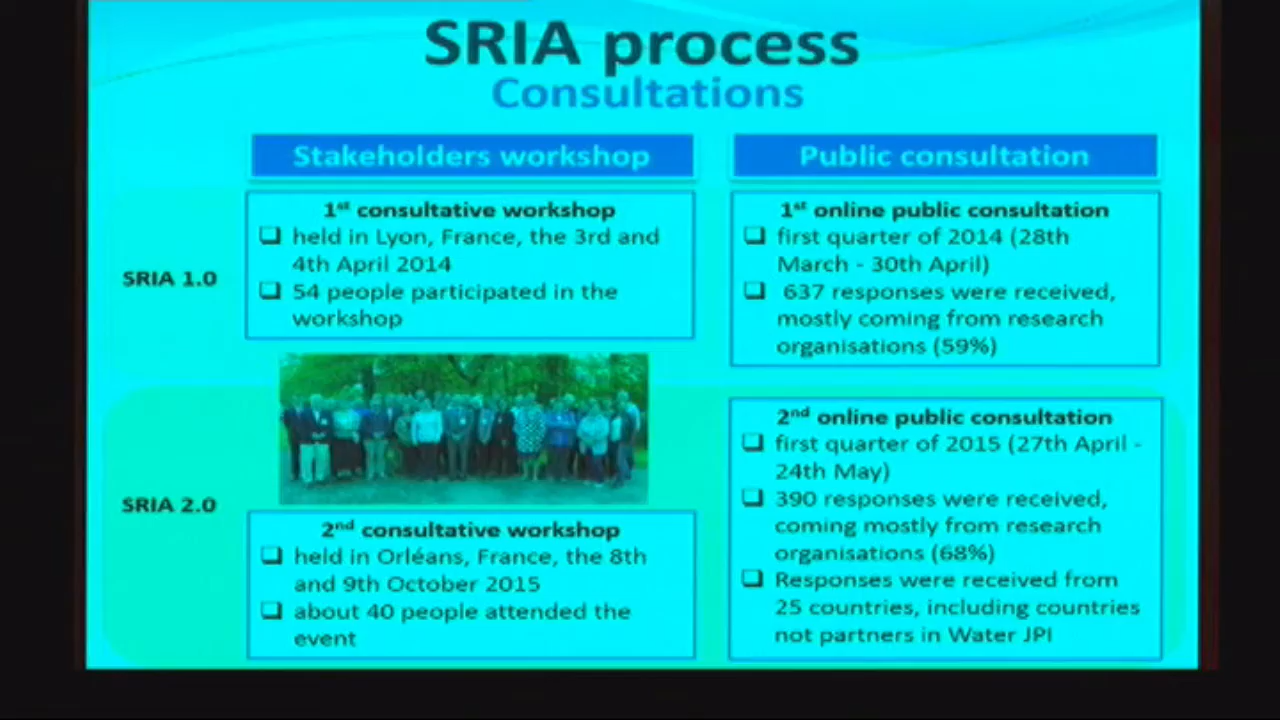 SRIA process
Consultations
Stakeholders workshop
Public consultation
SRIA 1.0
1st consultative workshop
❑ held in Lyon, France, the 3rd and
4th April 2014
❑ 54 people participated in the
workshop
1st online public consultation
❑ first quarter of 2014 (28th
March - 30th April)
❑ 637 responses were received,
mostly coming from research
organisations (59%)
SRIA 2.0
2nd consultative workshop
❑ held in Orléans, France, the 8th
and 9th October 2015
❑ about 40 people attended the
event
2nd online public consultation
❑ first quarter of 2015 (27th April -
24th May)
❑ 390 responses were received,
coming mostly from research
organisations (68%)
❑ Responses were received from
25 countries, including countries
not partners in Water JPI